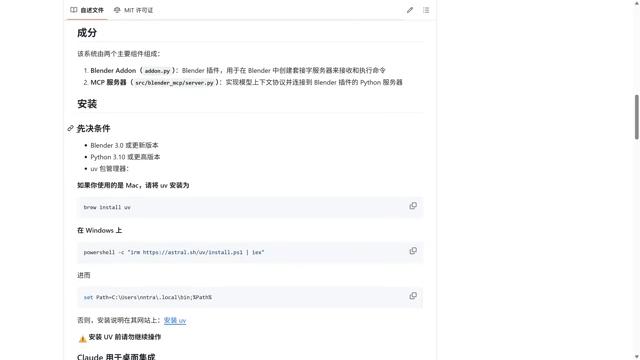 自述文件
MIT 许可证
成分
该系统由两个主要组件组成：
1. Blender Addon（ addon.py ）：Blender 插件，用于在 Blender 中创建套接字服务器来接收和执行命令
2. MCP 服务器（ src/blender_mcp/server.py ）：实现模型上下文协议并连接到 Blender 插件的 Python 服务器
安装
先决条件
• Blender 3.0 或更新版本
• Python 3.10 或更高版本
• uv 包管理器：
如果你使用的是 Mac，请将 uv 安装为
brew install uv
在 Windows 上
powershell -c "irm https://astral.sh/uv/install.ps1 | iex"
进而
set Path=C:\Users\nntra\.local\bin;%Path%
否则，安装说明在其网站上：安装 uv
安装 UV 前请勿继续操作
Claude 用于桌面集成